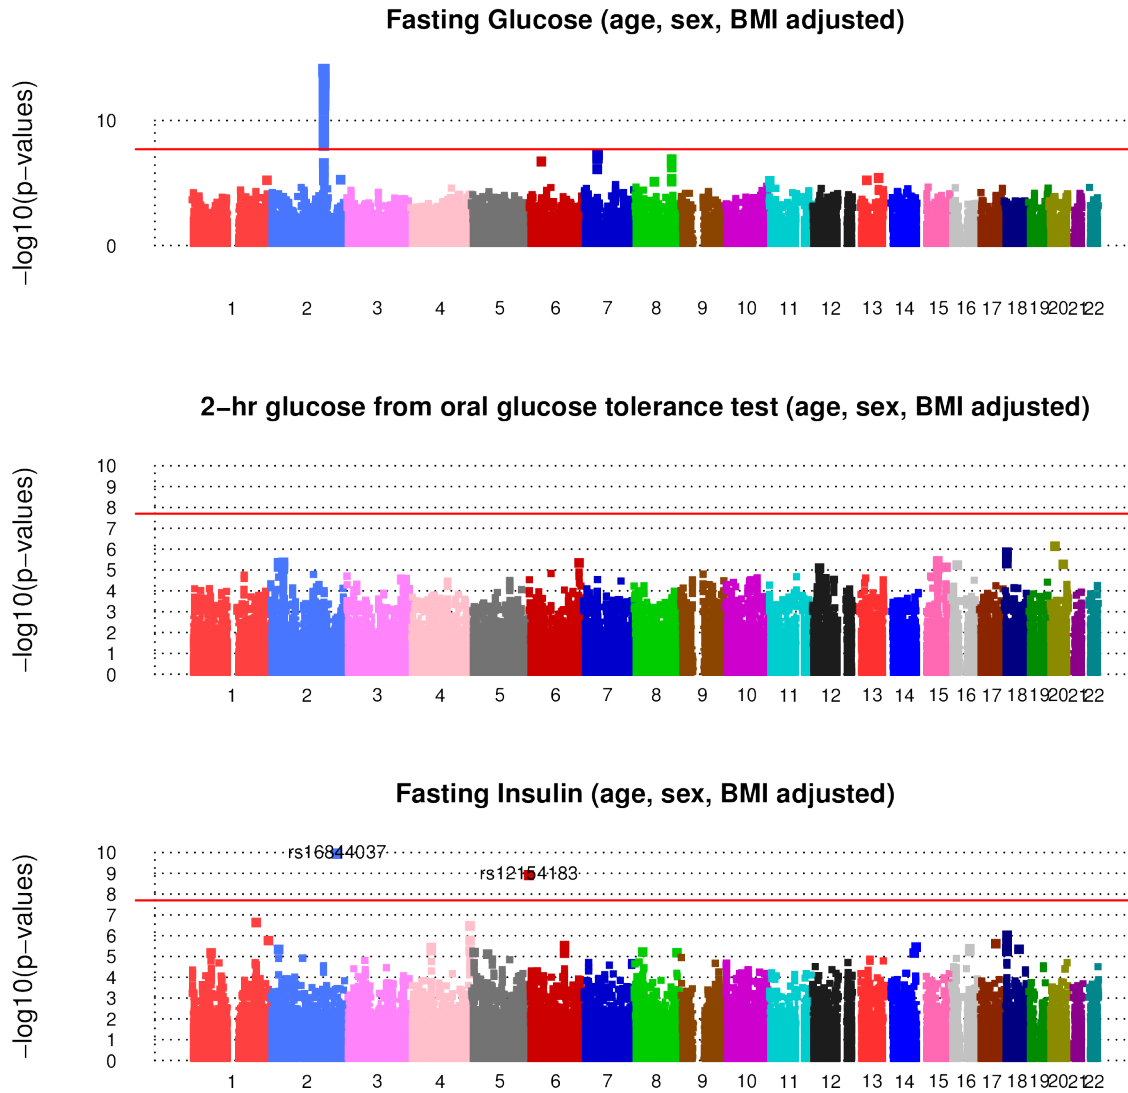 Fasting Glucose (age, sex, BMI adjusted)
−log10(p−values)
10
0
1 2 3 4 5 6 7 8 9 10 11 12 13 14 15 16 17 18 19 20 21 22
2−hr glucose from oral glucose tolerance test (age, sex, BMI adjusted)
−log10(p−values)
10
9
8
7
6
5
4
3
2
1
0
1 2 3 4 5 6 7 8 9 10 11 12 13 14 15 16 17 18 19 20 21 22
Fasting Insulin (age, sex, BMI adjusted)
−log10(p−values)
10
9
8
7
6
5
4
3
2
1
0
rs16844037
rs12154183
1 2 3 4 5 6 7 8 9 10 11 12 13 14 15 16 17 18 19 20 21 22